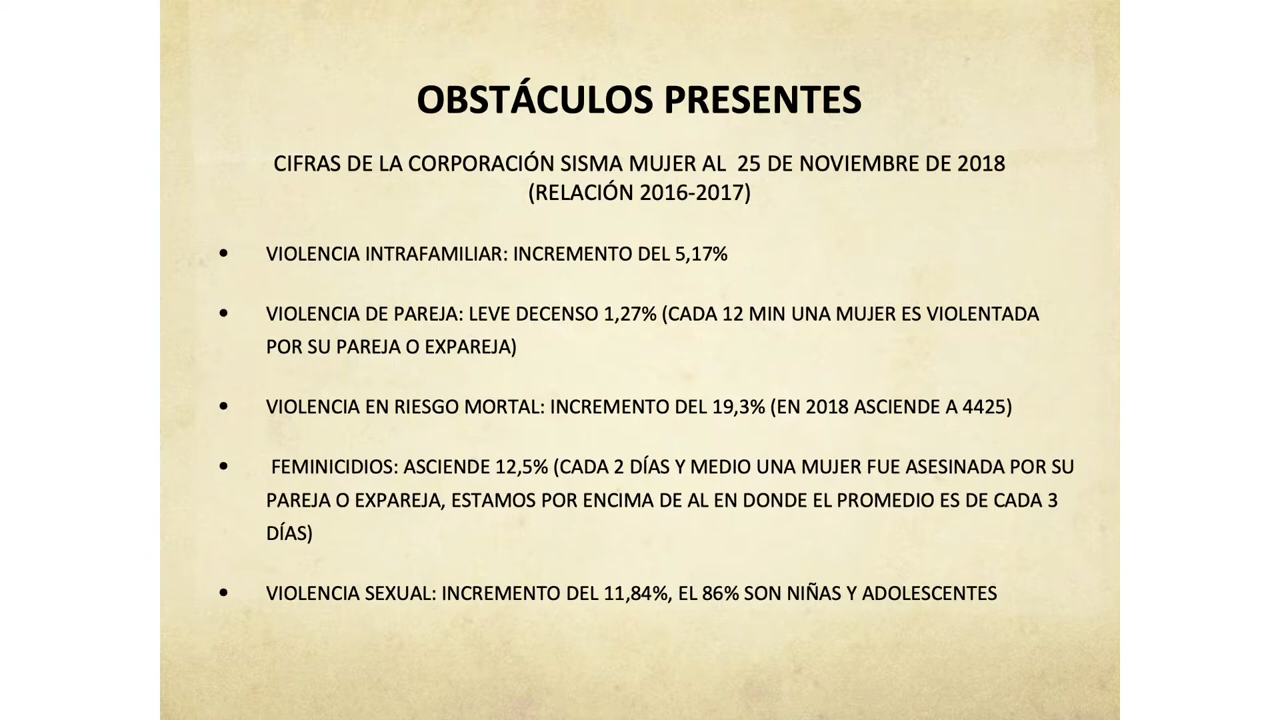 OBSTÁCULOS PRESENTES
CIFRAS DE LA CORPORACIÓN SISMA MUJER AL 25 DE NOVIEMBRE DE 2018
(RELACIÓN 2016-2017)
• VIOLENCIA INTRAFAMILIAR: INCREMENTO DEL 5,17%
• VIOLENCIA DE PAREJA: LEVE DECENSO 1,27% (CADA 12 MIN UNA MUJER ES VIOLENTADA
POR SU PAREJA O EXPAREJA)
• VIOLENCIA EN RIESGO MORTAL: INCREMENTO DEL 19,3% (EN 2018 ASCIENDE A 4425)
• FEMINICIDIOS: ASCIENDE 12,5% (CADA 2 DÍAS Y MEDIO UNA MUJER FUE ASESINADA POR SU
PAREJA O EXPAREJA, ESTAMOS POR ENCIMA DE AL EN DONDE EL PROMEDIO ES DE CADA 3
DÍAS)
• VIOLENCIA SEXUAL: INCREMENTO DEL 11,84%, EL 86% SON NIÑAS Y ADOLESCENTES